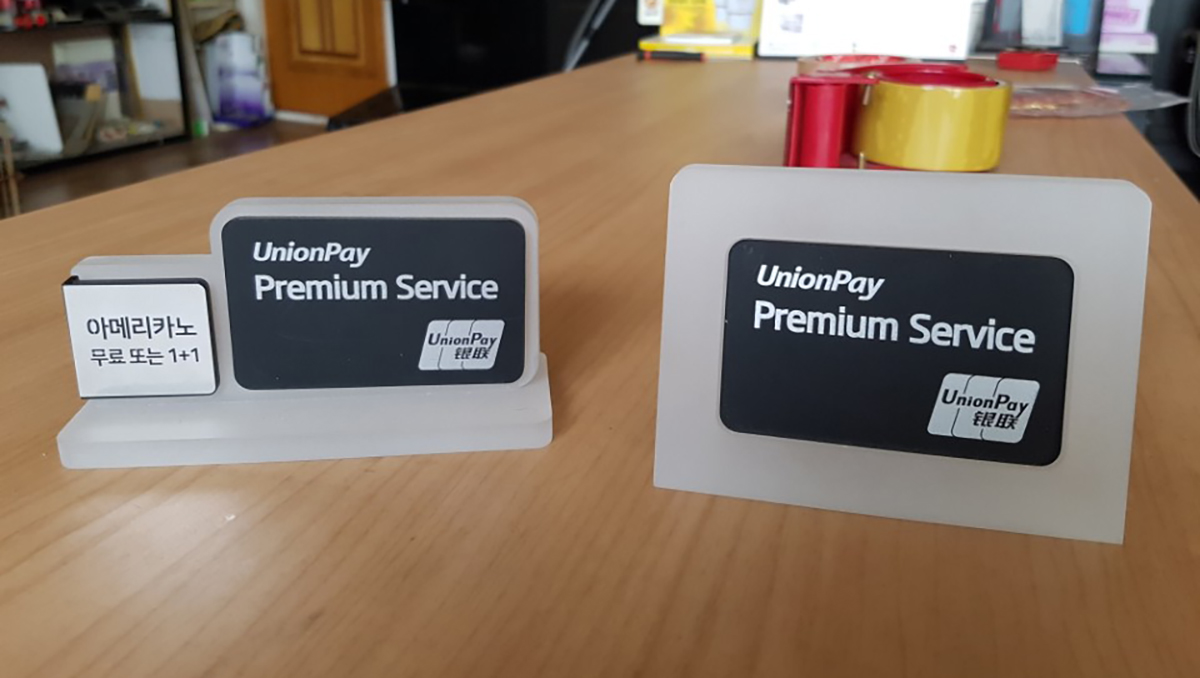 아메리카노
무료 또는 1+1
UnionPay
Premium Service
UnionPay
银联
UnionPay
Premium Service
UnionPay
银联